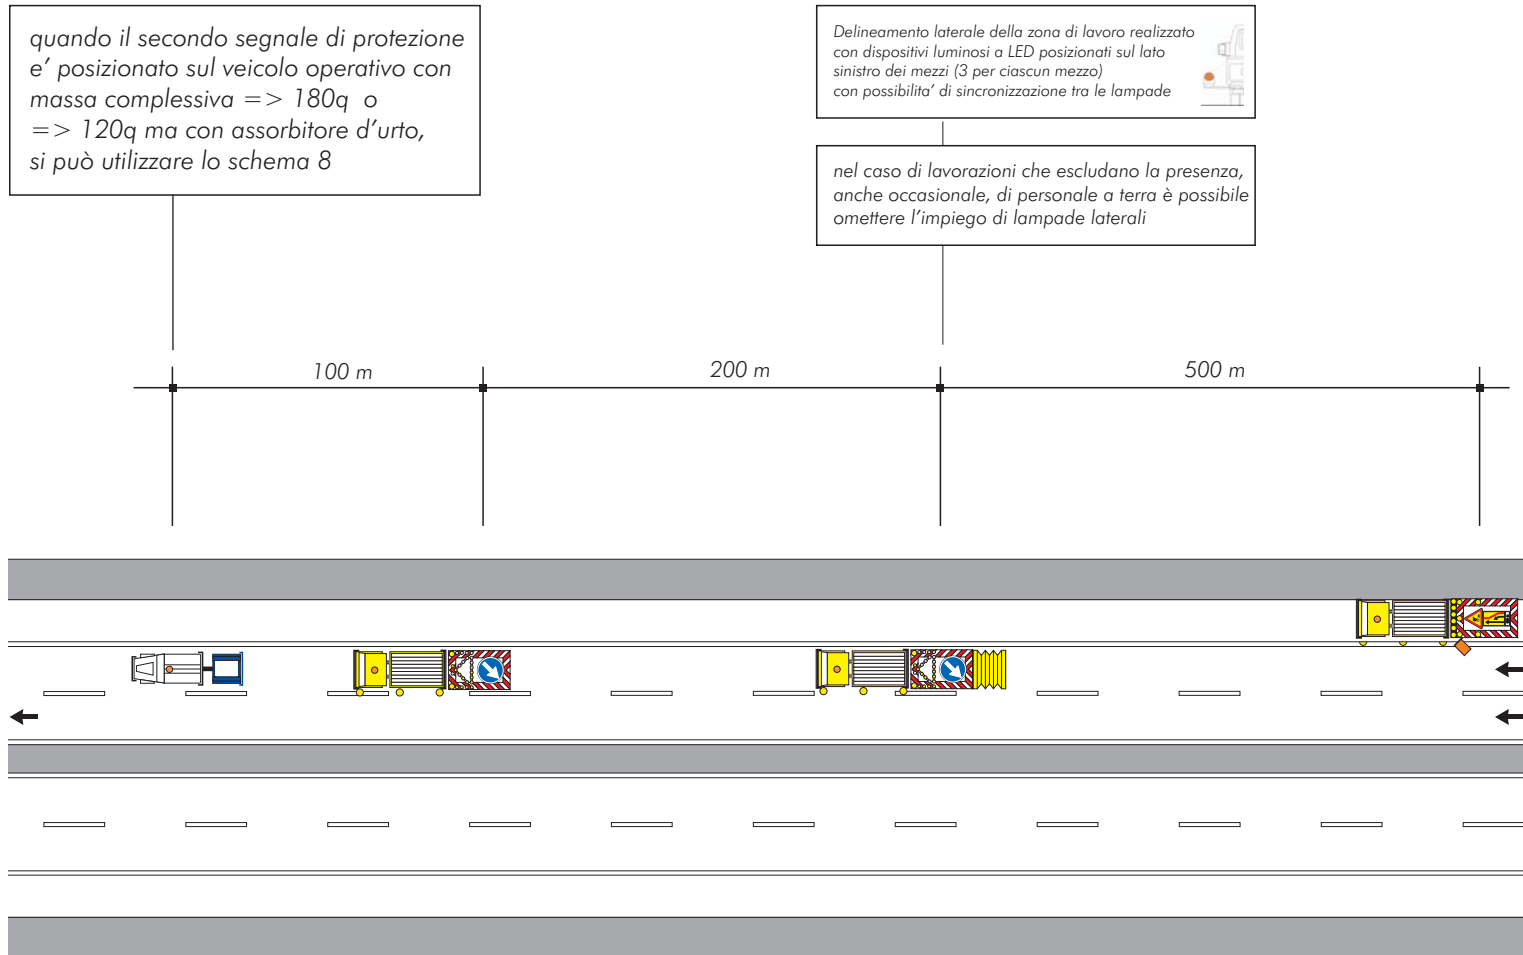 quando il secondo segnale di protezione
e' posizionato sul veicolo operativo con
massa complessiva => 180q o
=> 120q ma con assorbitore d'urto,
si può utilizzare lo schema 8
Delineamento laterale della zona di lavoro realizzato
con dispositivi luminosi a LED posizionati sul lato
sinistro dei mezzi (3 per ciascun mezzo)
con possibilita' di sincronizzazione tra le lampade
nel caso di lavorazioni che escludano la presenza,
anche occasionale, di personale a terra è possibile
omettere l'impiego di lampade laterali
100 m
200 m
500 m